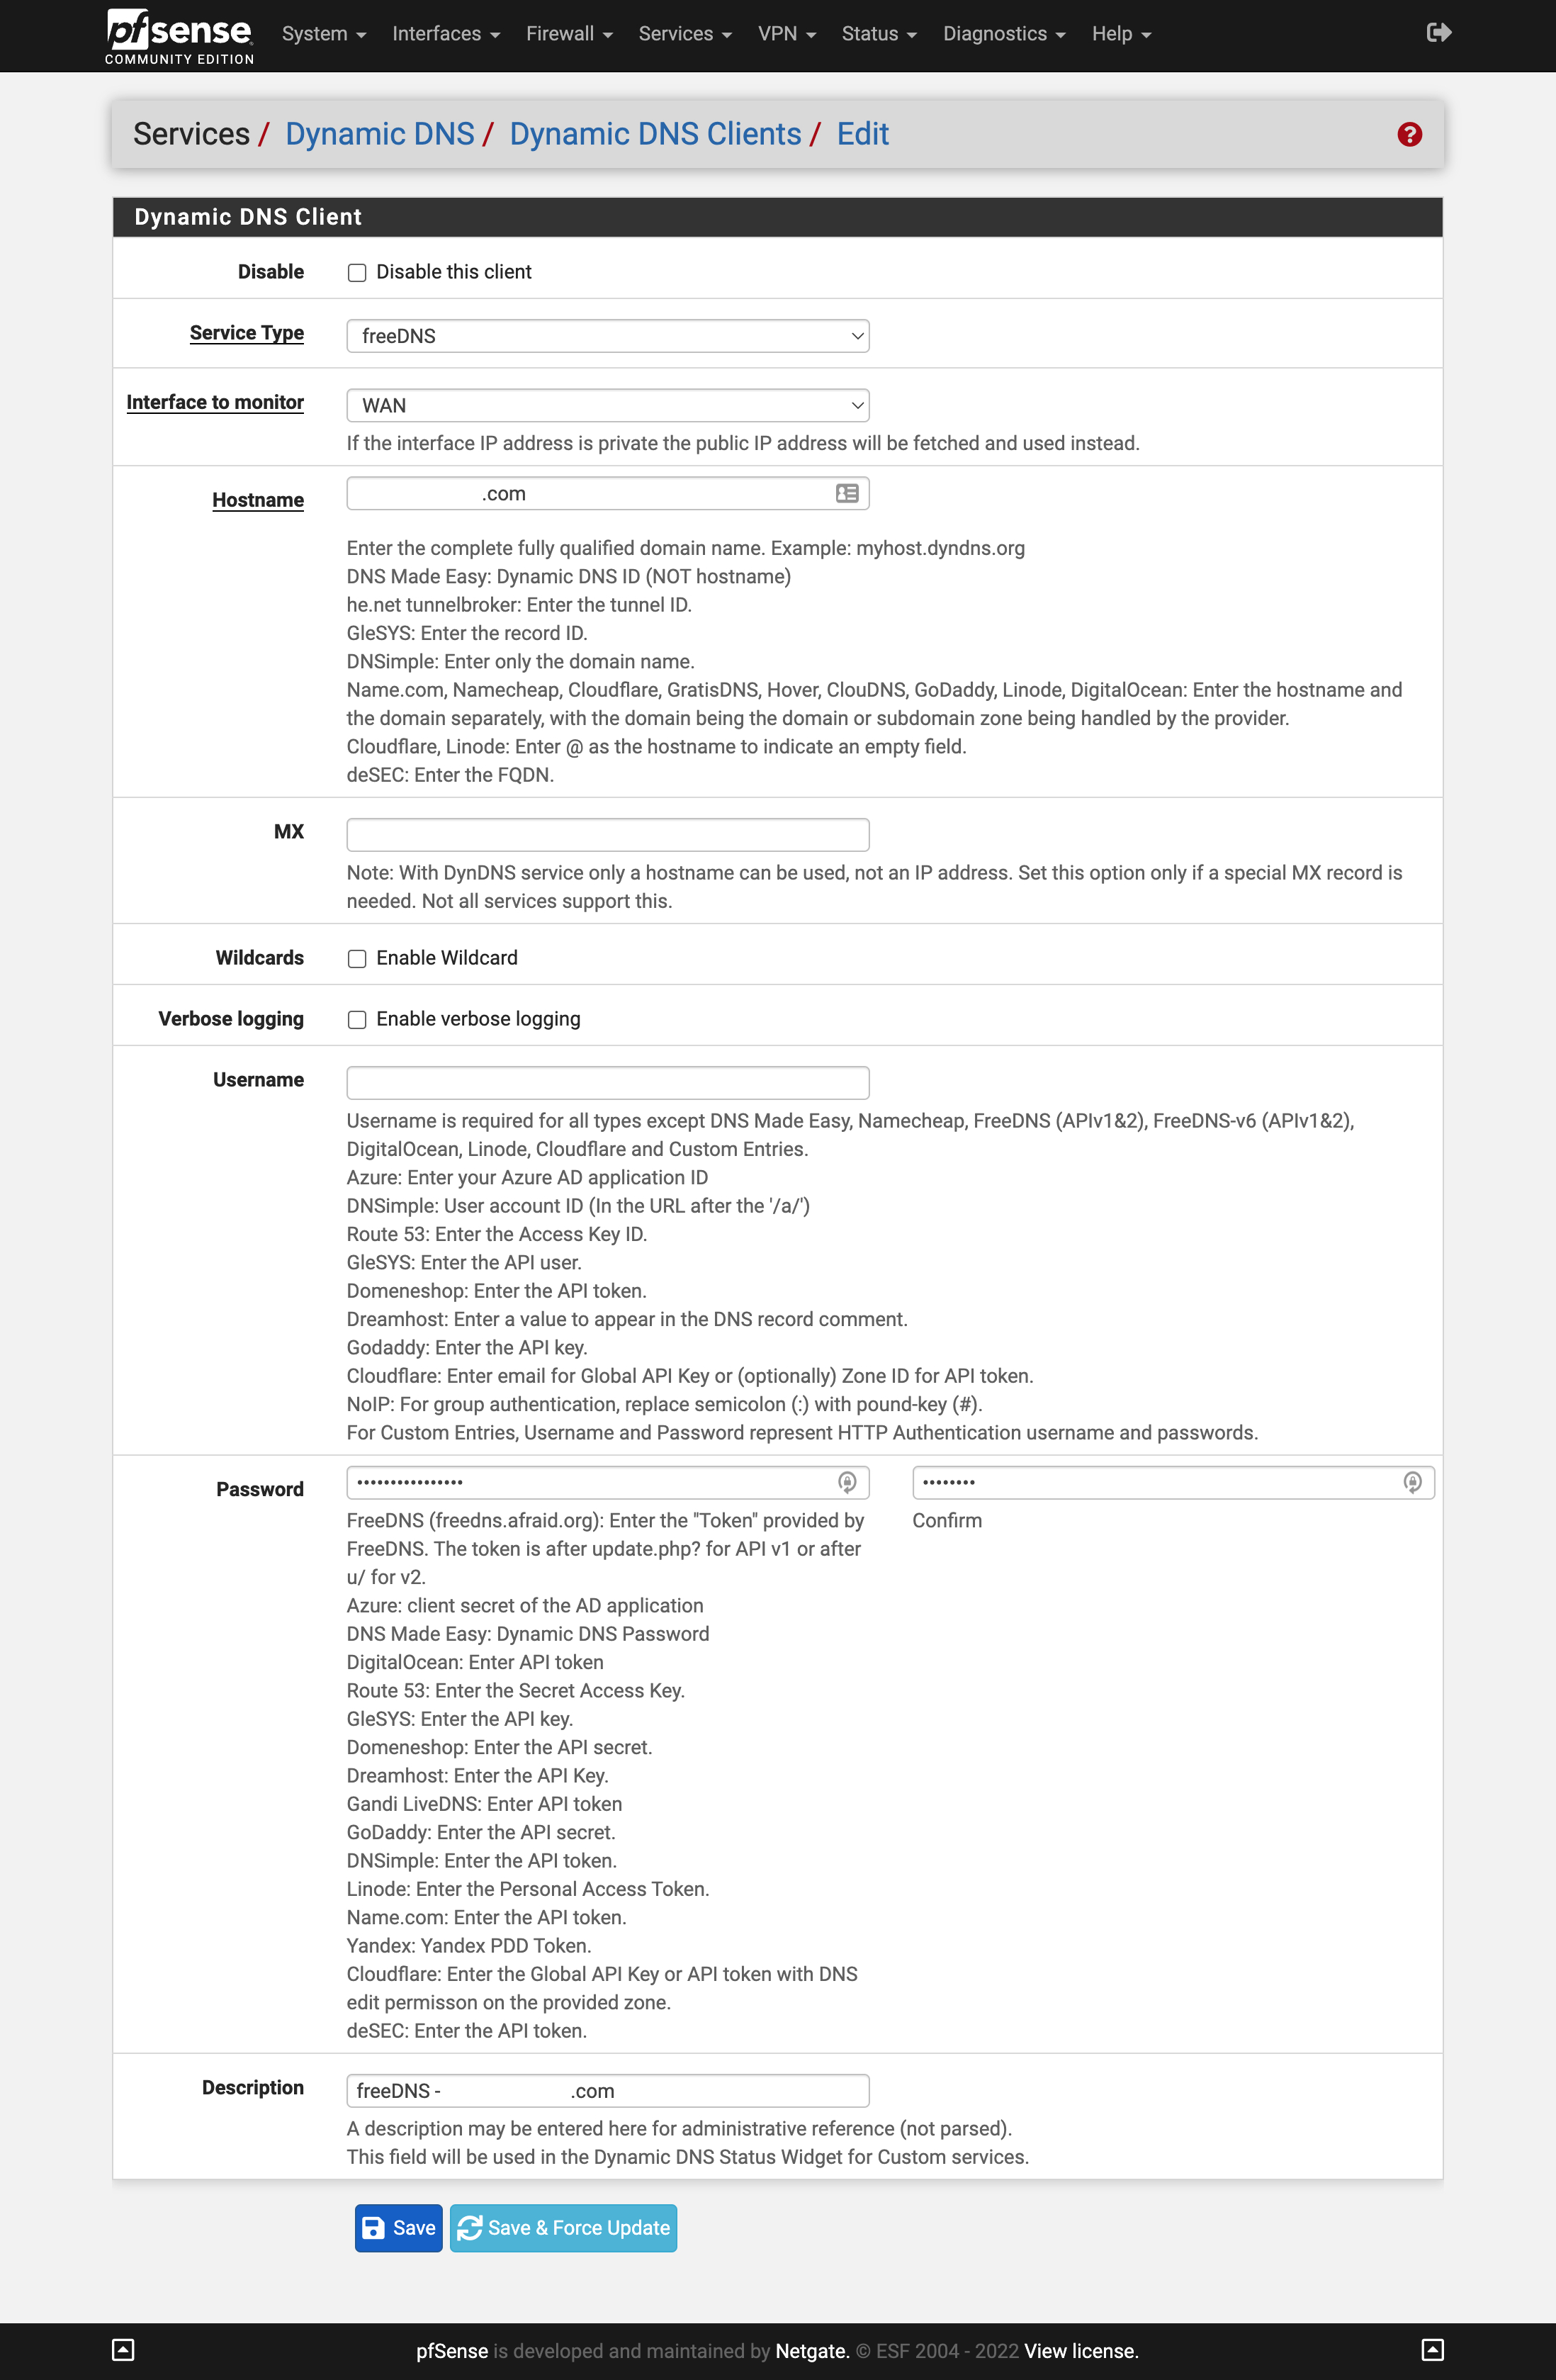 pfsense
COMMUNITY EDITION
System Interfaces Firewall Services VPN Status Diagnostics Help
Services / Dynamic DNS / Dynamic DNS Clients / Edit
Dynamic DNS Client
Disable Disable this client
Service Type freeDNS
Interface to monitor WAN
If the interface IP address is private the public IP address will be fetched and used instead.
Hostname .com
Enter the complete fully qualified domain name. Example: myhost.dyndns.org
DNS Made Easy: Dynamic DNS ID (NOT hostname)
he.net tunnelbroker: Enter the tunnel ID.
GleSYS: Enter the record ID.
DNSimple: Enter only the domain name.
Name.com, Namecheap, Cloudflare, GratisDNS, Hover, ClouDNS, GoDaddy, Linode, DigitalOcean: Enter the hostname and
the domain separately, with the domain being the domain or subdomain zone being handled by the provider.
Cloudflare, Linode: Enter @ as the hostname to indicate an empty field.
deSEC: Enter the FQDN.
MX
Note: With DynDNS service only a hostname can be used, not an IP address. Set this option only if a special MX record is
needed. Not all services support this.
Wildcards Enable Wildcard
Verbose logging Enable verbose logging
Username
Username is required for all types except DNS Made Easy, Namecheap, FreeDNS (APIv1&2), FreeDNS-v6 (APIv1&2),
DigitalOcean, Linode, Cloudflare and Custom Entries.
Azure: Enter your Azure AD application ID
DNSimple: User account ID (In the URL after the '/a/')
Route 53: Enter the Access Key ID.
GleSYS: Enter the API user.
Domeneshop: Enter the API token.
Dreamhost: Enter a value to appear in the DNS record comment.
Godaddy: Enter the API key.
Cloudflare: Enter email for Global API Key or (optionally) Zone ID for API token.
NoIP: For group authentication, replace semicolon (:) with pound-key (#).
For Custom Entries, Username and Password represent HTTP Authentication username and passwords.
Password •••••••••••••••• ••••••••
FreeDNS (freedns.afraid.org): Enter the "Token" provided by
FreeDNS. The token is after update.php? for API v1 or after
u/ for v2.
Azure: client secret of the AD application
DNS Made Easy: Dynamic DNS Password
DigitalOcean: Enter API token
Route 53: Enter the Secret Access Key.
GleSYS: Enter the API key.
Domeneshop: Enter the API secret.
Dreamhost: Enter the API Key.
Gandi LiveDNS: Enter API token
GoDaddy: Enter the API secret.
DNSimple: Enter the API token.
Linode: Enter the Personal Access Token.
Name.com: Enter the API token.
Yandex: Yandex PDD Token.
Cloudflare: Enter the Global API Key or API token with DNS
edit permisson on the provided zone.
deSEC: Enter the API token.
Confirm
Description freeDNS - .com
A description may be entered here for administrative reference (not parsed).
This field will be used in the Dynamic DNS Status Widget for Custom services.
Save Save & Force Update
pfSense is developed and maintained by Netgate. © ESF 2004 - 2022 View license.